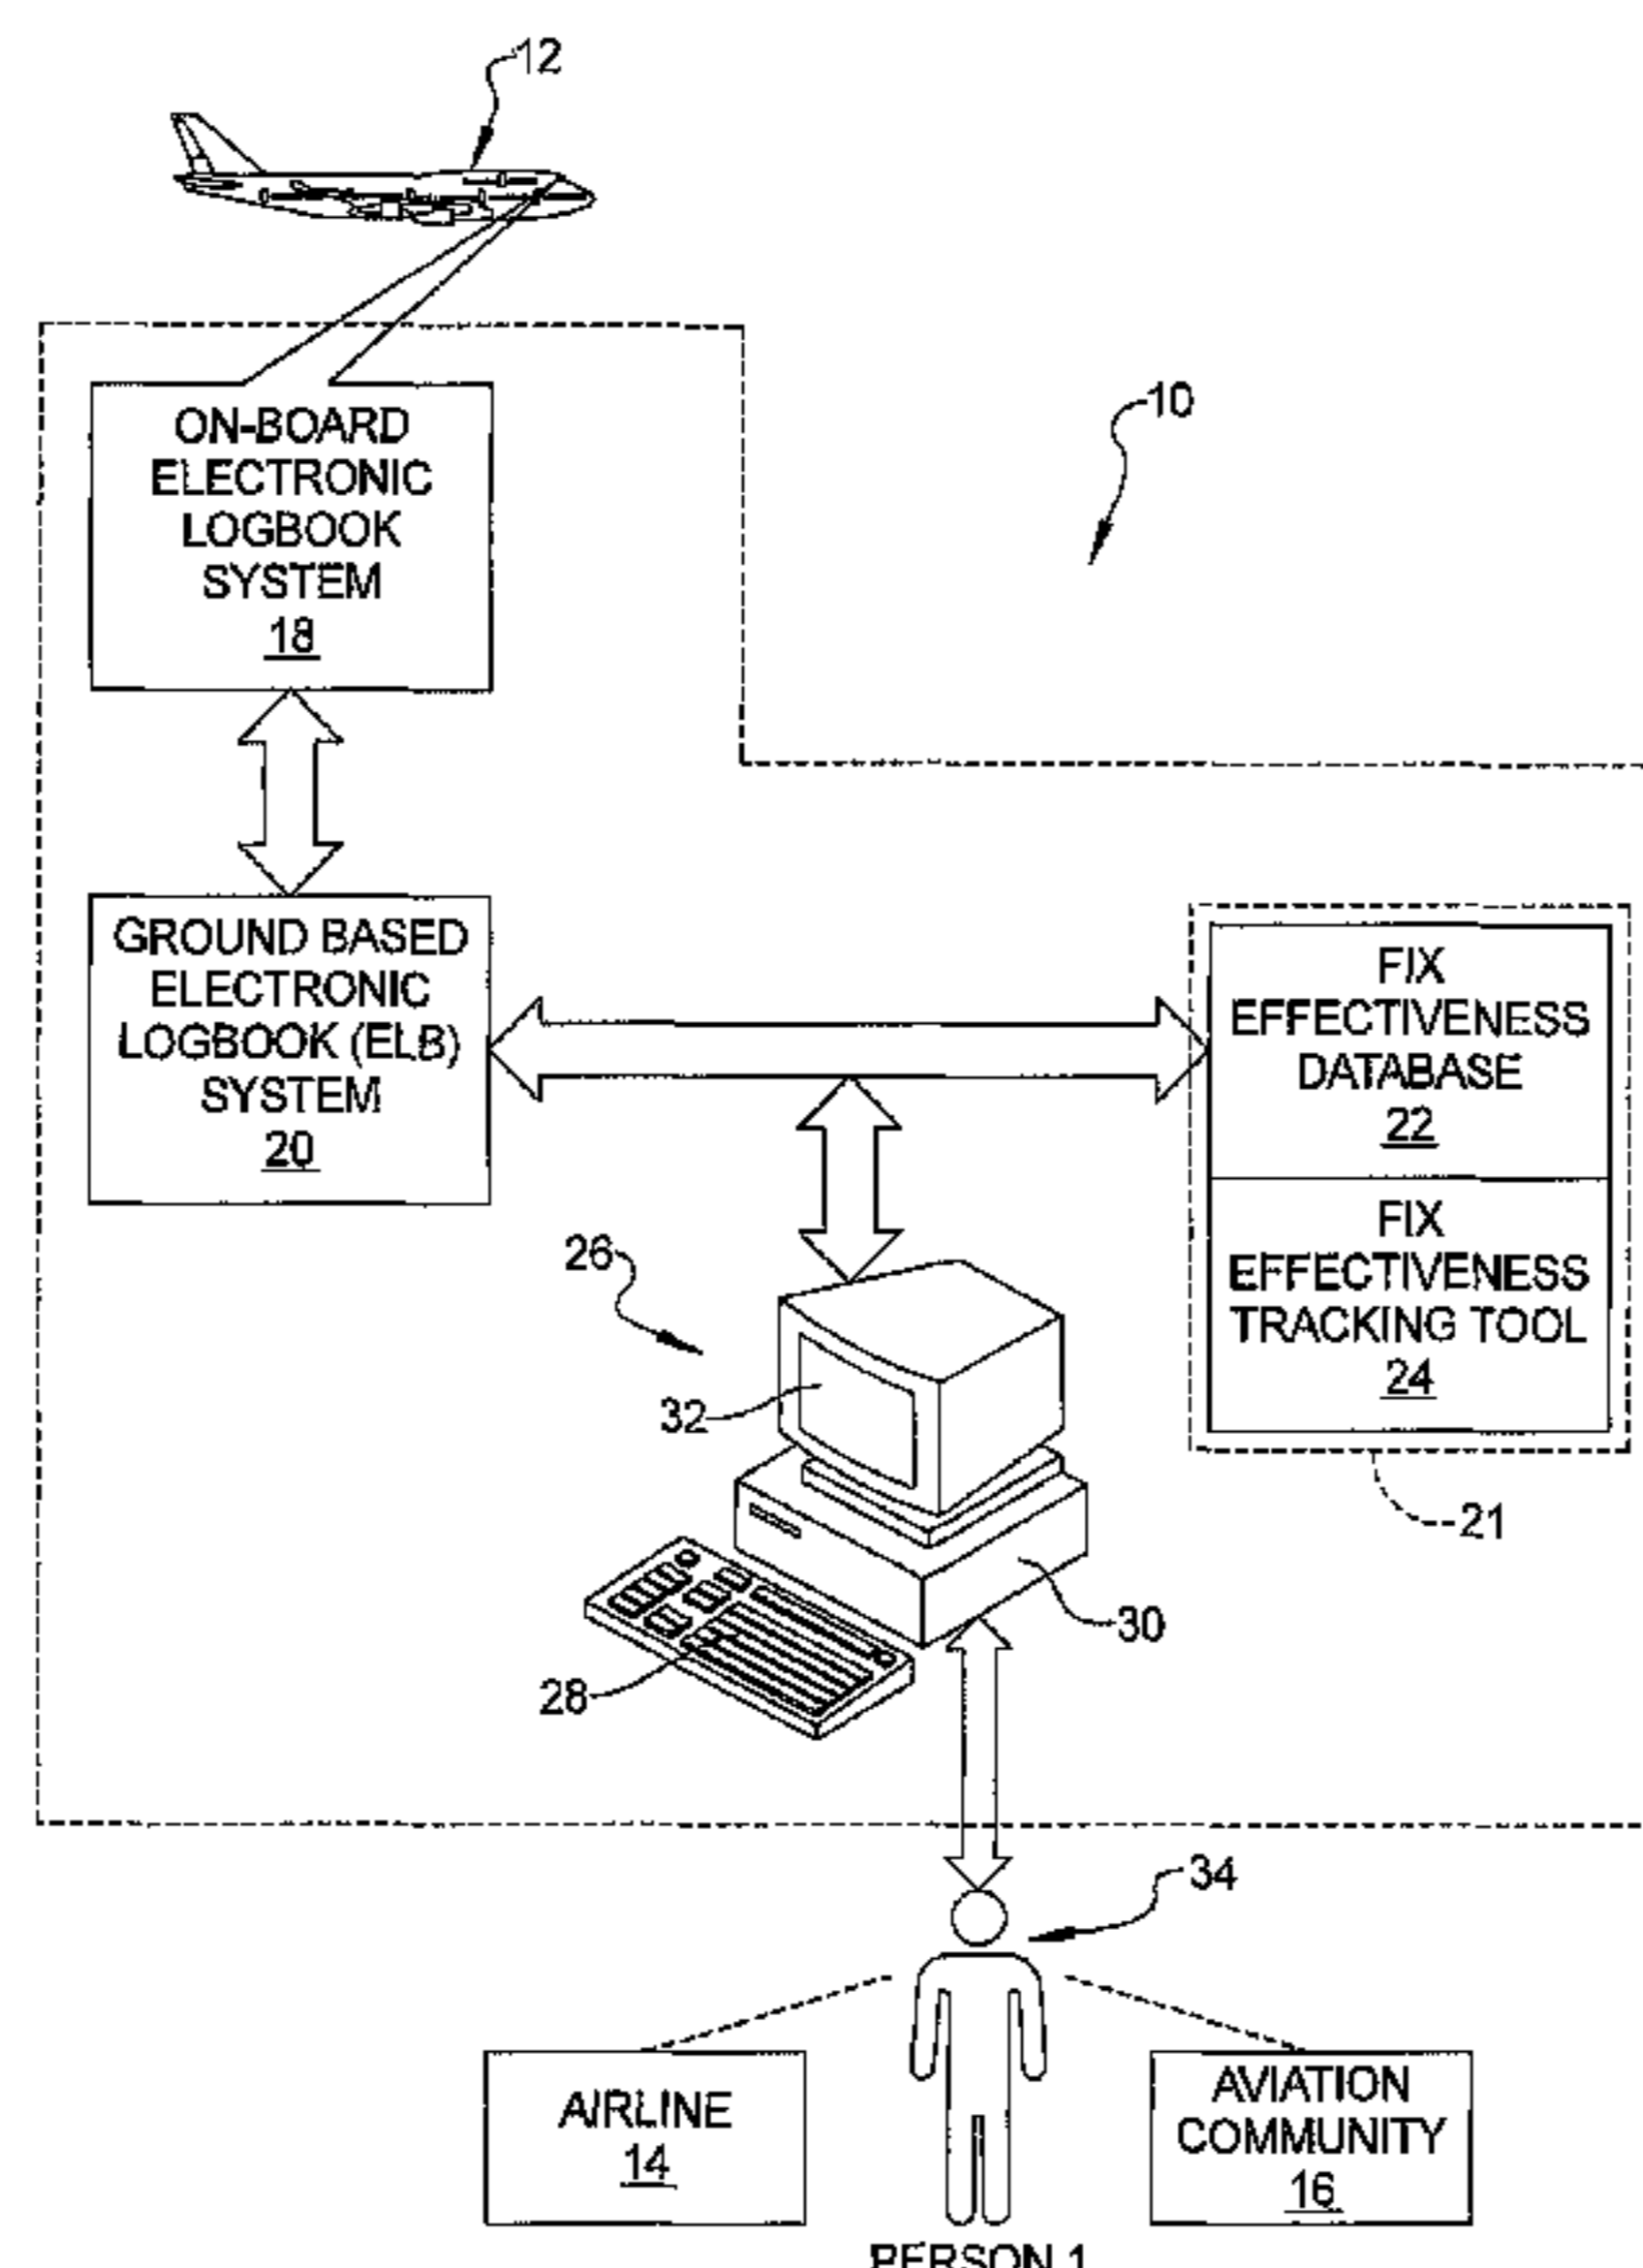 12
10
ON-BOARD
ELECTRONIC
LOGBOOK
SYSTEM
18
GROUND BASED
ELECTRONIC
LOGBOOK (ELB)
SYSTEM
20
FIX
EFFECTIVENESS
DATABASE
22
FIX
EFFECTIVENESS
TRACKING TOOL
24
26
32
21
30
28
34
AIRLINE
14
AVIATION
COMMUNITY
16
PERSON 1